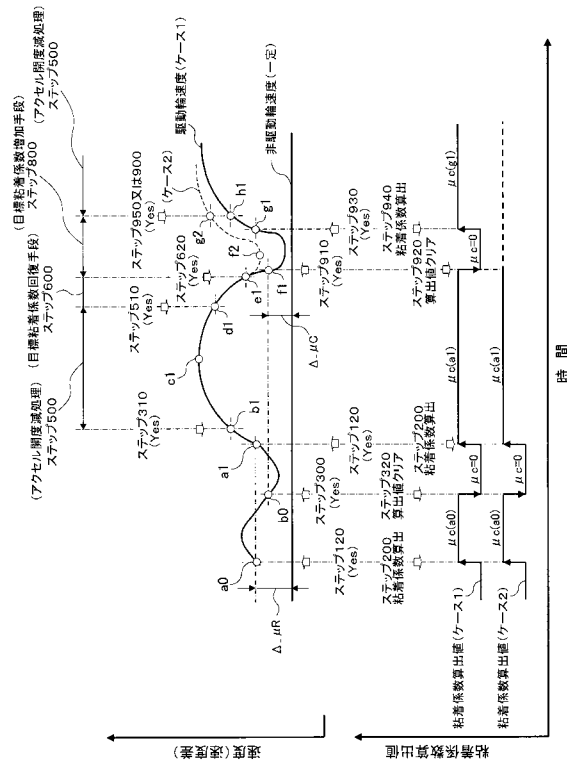 (アクセル開度減処理)
ステップ500
(目標粘着係数回復手段)
ステップ600
(目標粘着係数増加手段)
ステップ800
(アクセル開度減処理)
ステップ500
ステップ310
(Yes)
ステップ510
(Yes)
ステップ620
(Yes)
ステップ950又は900
(Yes)
駆動輪速度(ケース1)
(ケース2)
非駆動輪速度(一定)
a0
b0
a1
b1
c1
d1
e1
f1
f2
g1
g2
h1
Δ-μR
Δ-μC
速度(速度差)
ステップ120
(Yes)
ステップ300
(Yes)
ステップ120
(Yes)
ステップ910
(Yes)
ステップ930
(Yes)
ステップ200
粘着係数算出
ステップ320
算出値クリア
ステップ200
粘着係数算出
ステップ920
算出値クリア
ステップ940
粘着係数算出
粘着係数算出値(ケース1)
μc(a0)
μc=0
μc(a1)
μc=0
μc(g1)
粘着係数算出値(ケース2)
μc(a0)
μc=0
μc(a1)
粘着係数算出値
時間